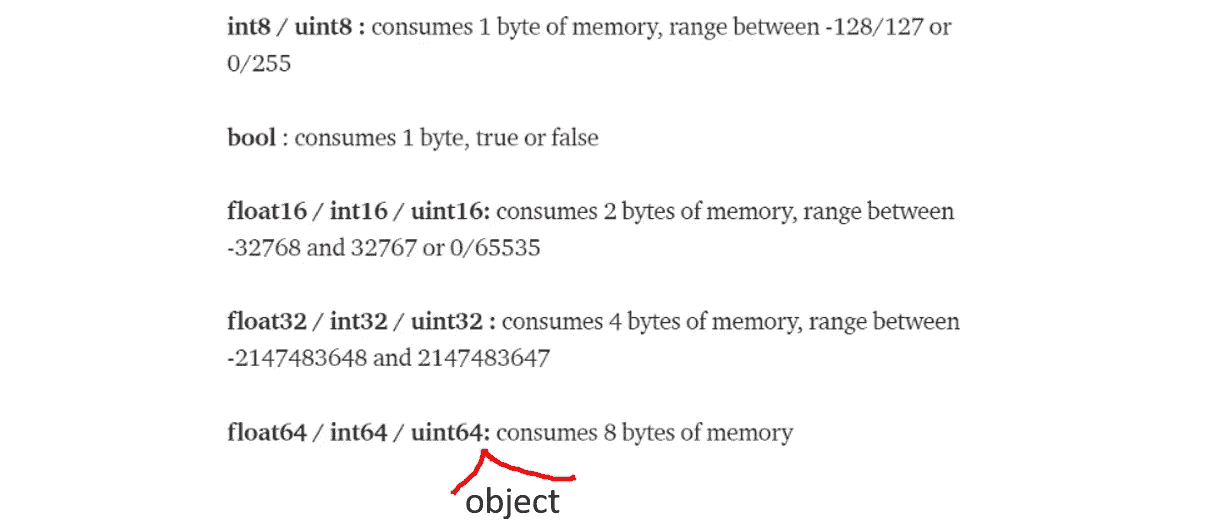 int8 / uint8 : consumes 1 byte of memory, range between -128/127 or
0/255
bool : consumes 1 byte, true or false
float16 / int16 / uint16: consumes 2 bytes of memory, range between
-32768 and 32767 or 0/65535
float32 / int32 / uint32 : consumes 4 bytes of memory, range between
-2147483648 and 2147483647
float64 / int64 / uint64: consumes 8 bytes of memory
object